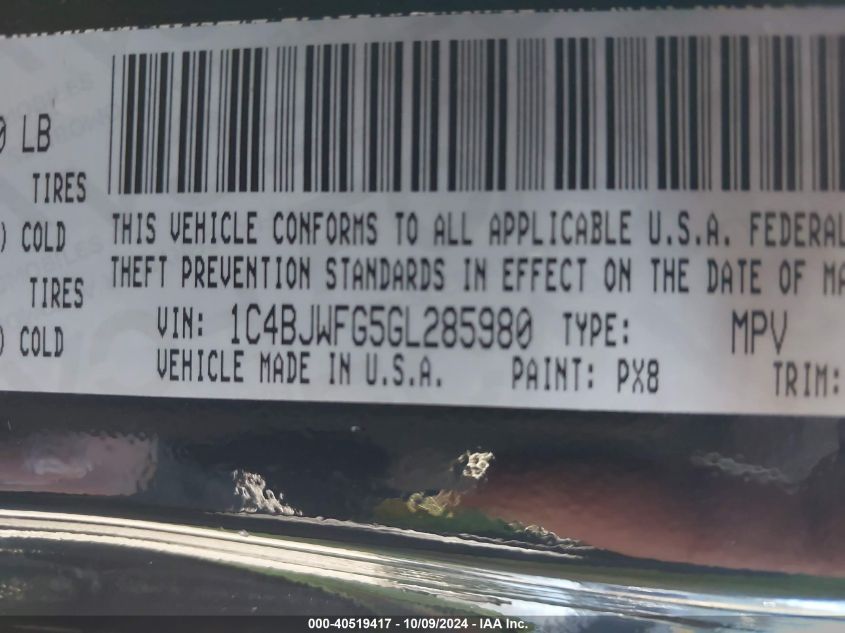 0 LB
TIRES
) COLD
TIRES
) COLD
THIS VEHICLE CONFORMS TO ALL APPLICABLE U.S.A. FEDERAL
THEFT PREVENTION STANDARDS IN EFFECT ON THE DATE OF MA
VIN: 1C4BJWFG5GL285980 TYPE: MPV
VEHICLE MADE IN U.S.A. PAINT: PX8 TRIM:
000-40519417 - 10/09/2024 - IAA Inc.